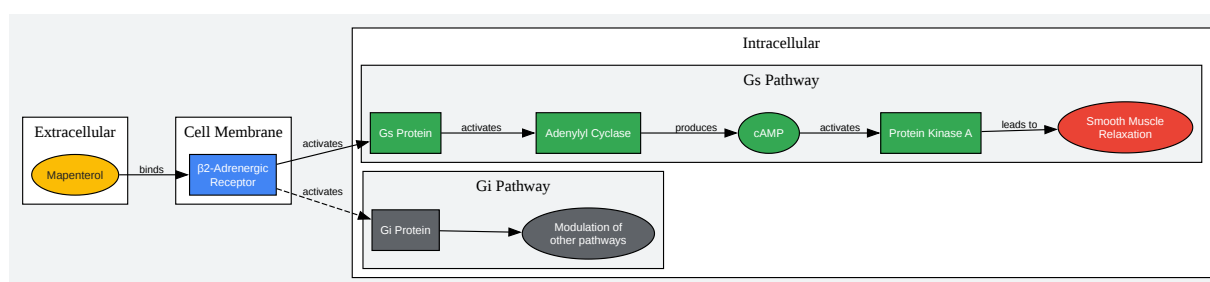 Intracellular
Gs Pathway
Extracellular
Mapenterol
binds
Cell Membrane
β2-Adrenergic
Receptor
activates
Gs Protein
activates
Adenylyl Cyclase
produces
cAMP
activates
Protein Kinase A
leads to
Smooth Muscle
Relaxation
activates
Gi Pathway
Gi Protein
Modulation of
other pathways